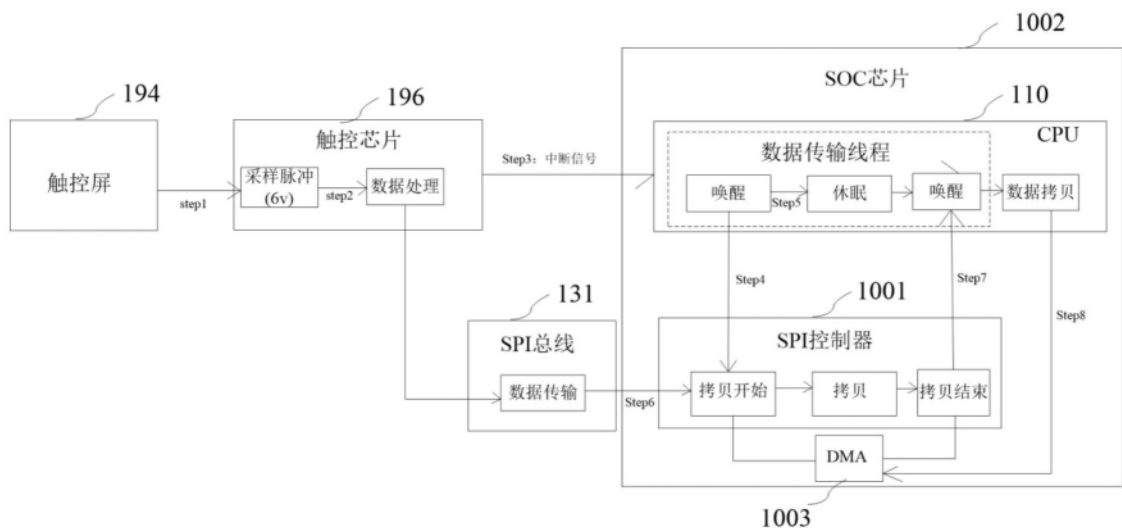 1002
SOC芯片
194
196
110
触控屏
触控芯片
CPU
Step3：中断信号
数据传输线程
采样脉冲
(6v)
数据处理
step1
step2
唤醒
Step5
休眠
唤醒
数据拷贝
Step4
Step7
131
1001
Step8
SPI总线
SPI控制器
数据传输
Step6
拷贝开始
拷贝
拷贝结束
DMA
1003